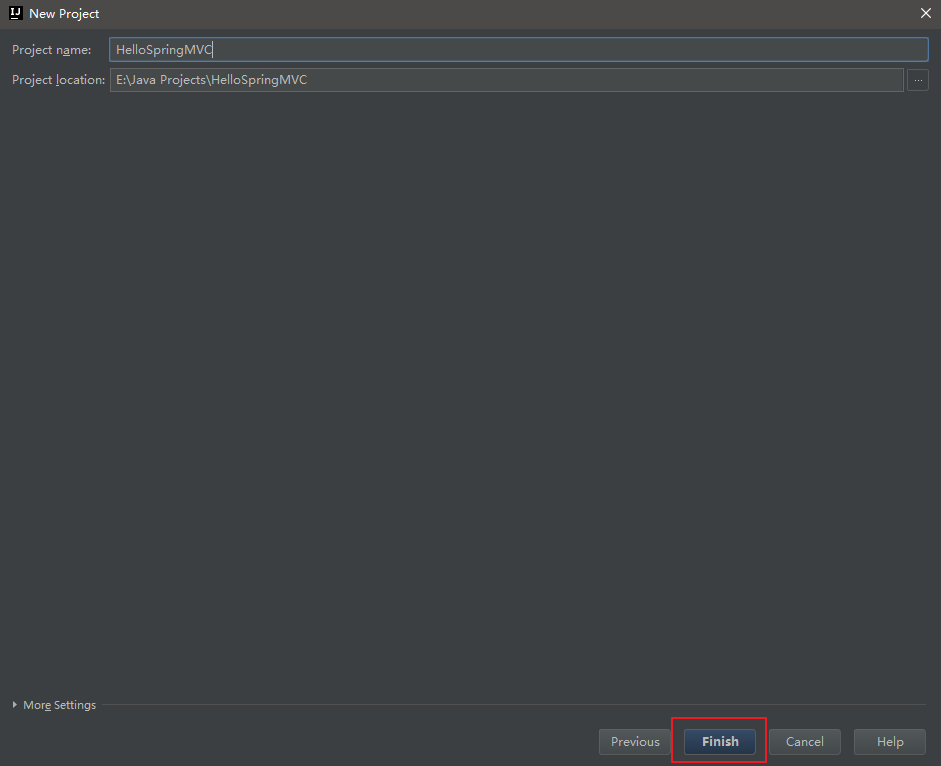 IJ New Project
Project name: HelloSpringMVC
Project location: E:\Java Projects\HelloSpringMVC ...
More Settings
Previous Finish Cancel Help